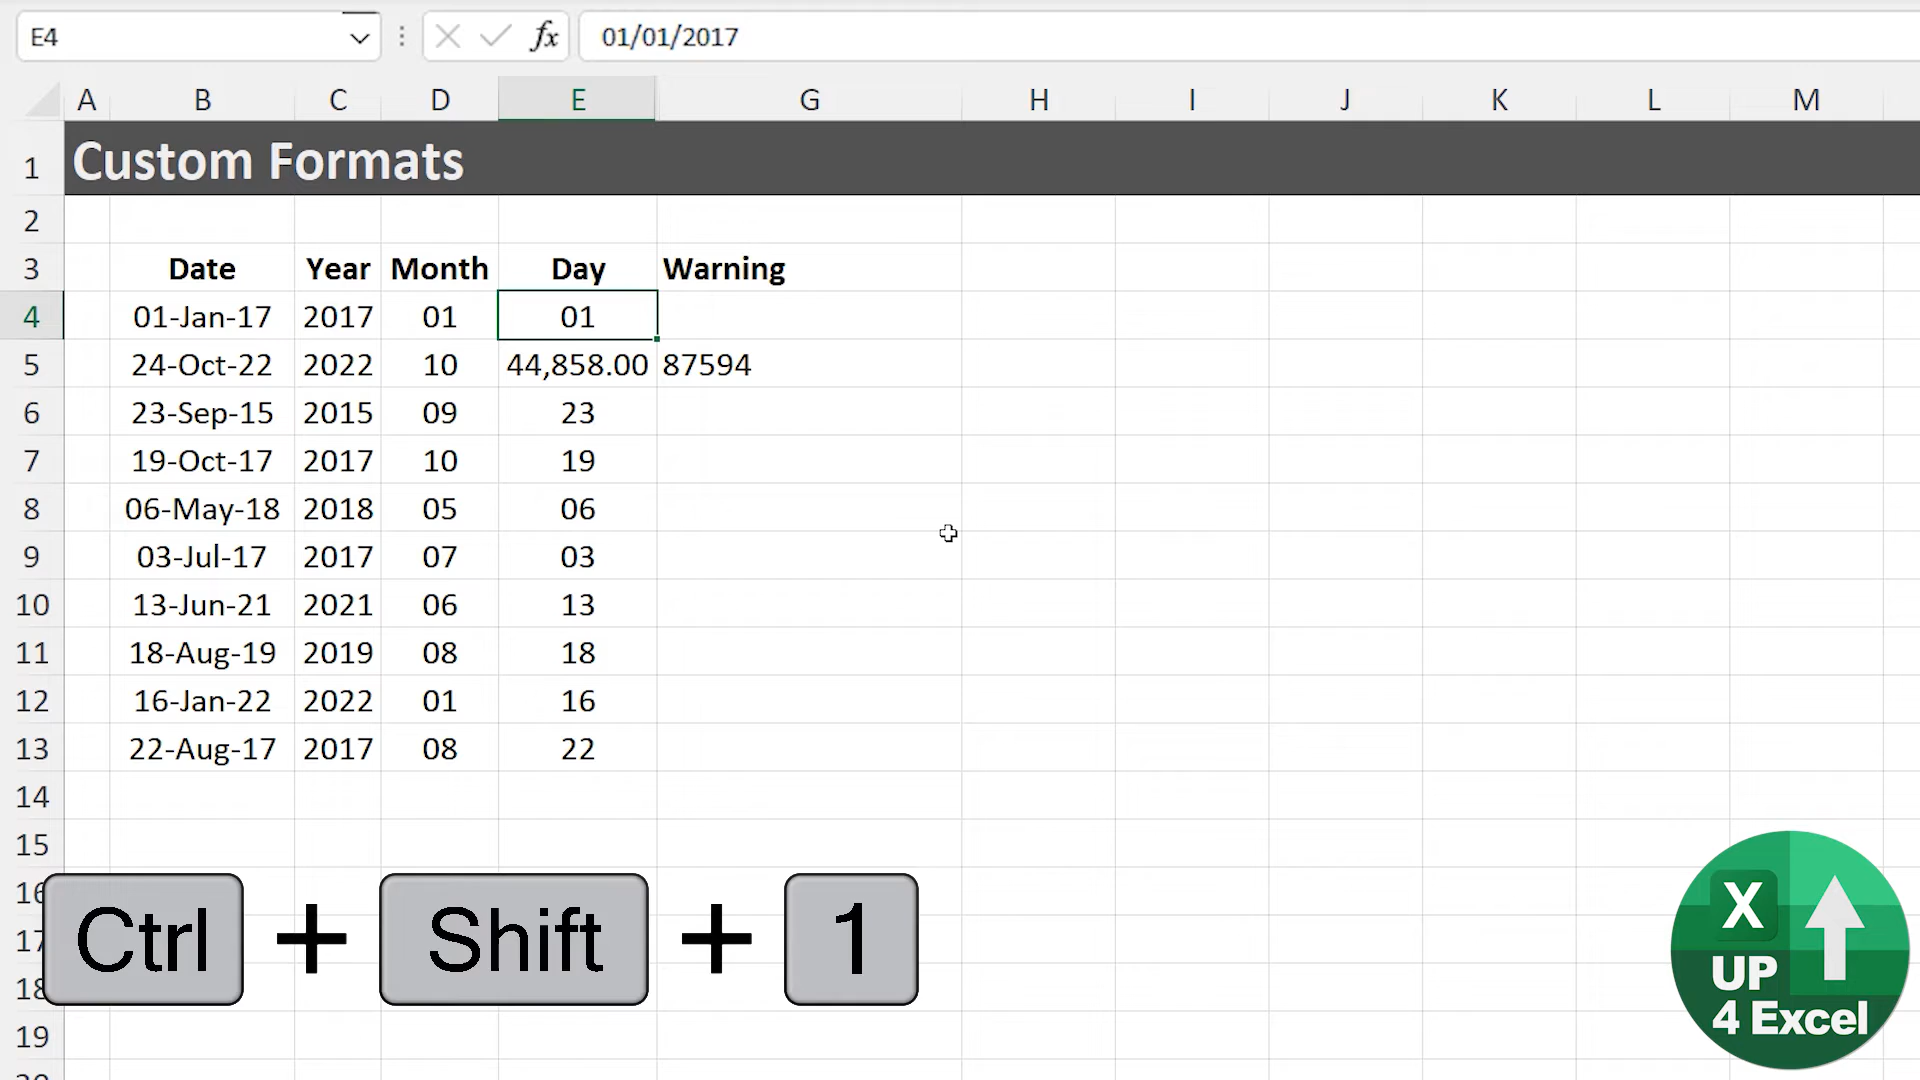 E4 fx 01/01/2017
A B C D E G H I J K L M
1 Custom Formats
2
3 Date Year Month Day Warning
4 01-Jan-17 2017 01 01
5 24-Oct-22 2022 10 44,858.00 87594
6 23-Sep-15 2015 09 23
7 19-Oct-17 2017 10 19
8 06-May-18 2018 05 06
9 03-Jul-17 2017 07 03
10 13-Jun-21 2021 06 13
11 18-Aug-19 2019 08 18
12 16-Jan-22 2022 01 16
13 22-Aug-17 2017 08 22
14
15
16
17
18
19
Ctrl + Shift + 1
X
UP
4 Excel